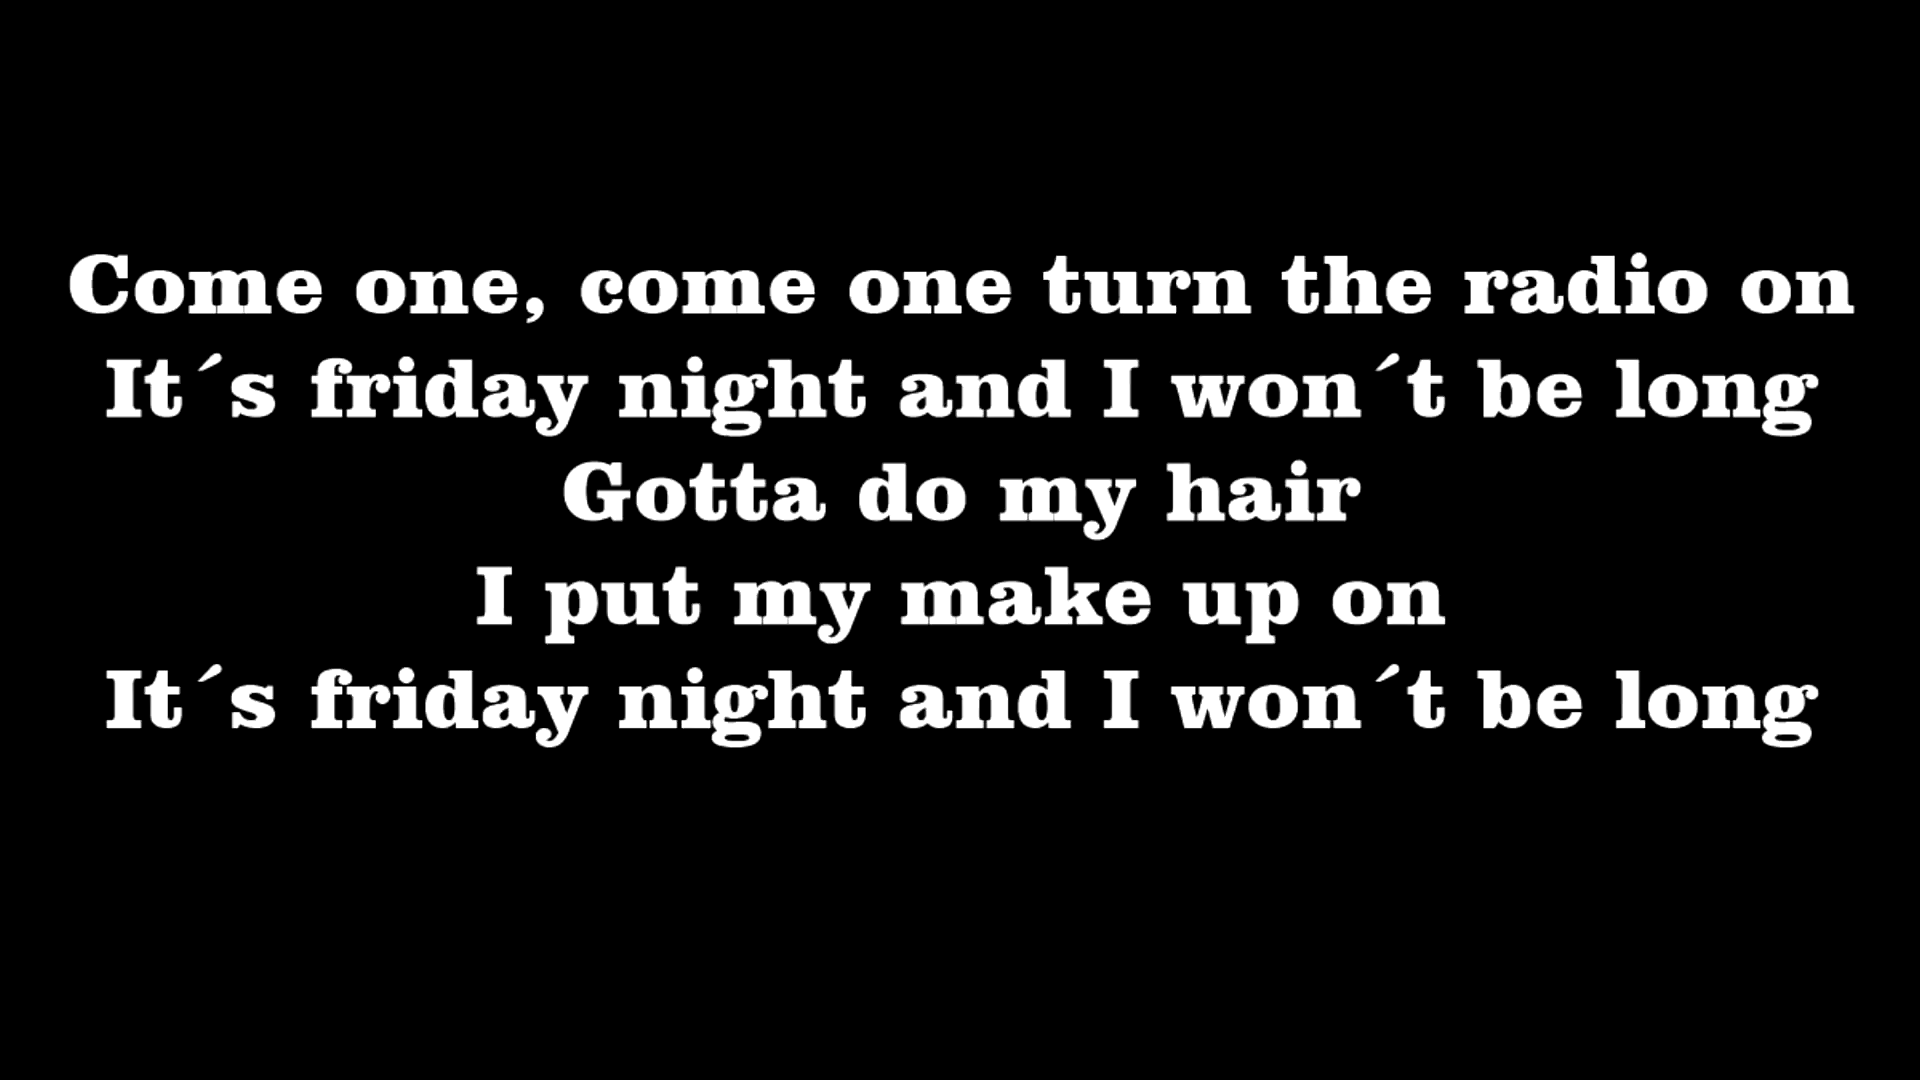 Come one, come one turn the radio on
It´s friday night and I won´t be long
Gotta do my hair
I put my make up on
It´s friday night and I won´t be long